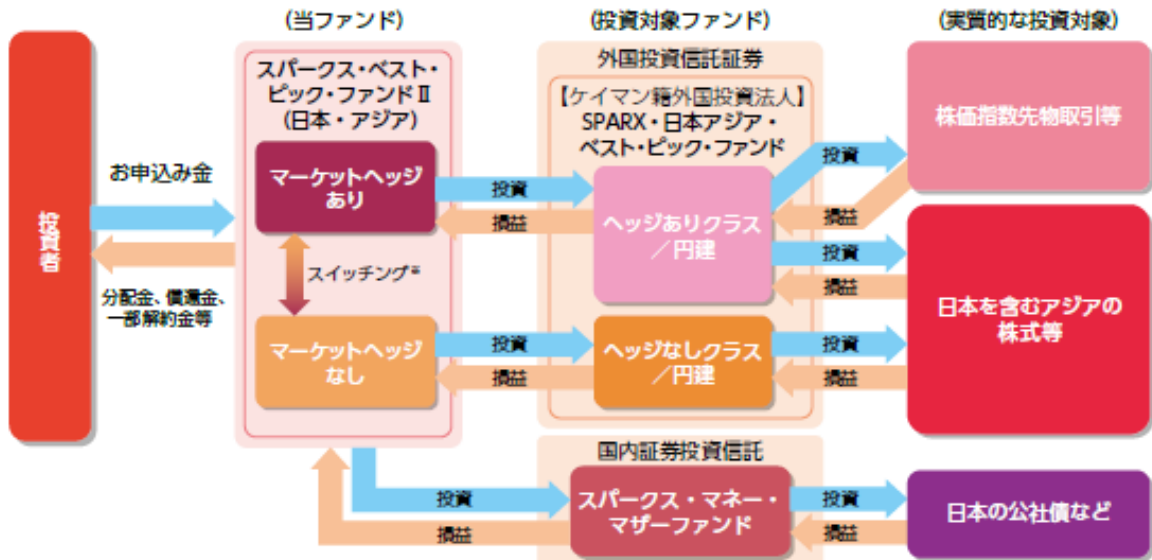 (当ファンド)
(投資対象ファンド)
(実質的な投資対象)
投資者
お申込み金
分配金、償還金、
一部解約金等
スパークス・ベスト・
ピック・ファンドⅡ
(日本・アジア)
マーケットヘッジ
あり
スイッチング※
マーケットヘッジ
なし
投資
損益
投資
損益
投資
損益
外国投資信託証券
【ケイマン籍外国投資法人】
SPARX・日本アジア・
ベスト・ピック・ファンド
ヘッジありクラス
／円建
ヘッジなしクラス
／円建
国内証券投資信託
スパークス・マネー・
マザーファンド
投資
損益
投資
損益
投資
損益
投資
損益
株価指数先物取引等
日本を含むアジアの
株式等
日本の公社債など